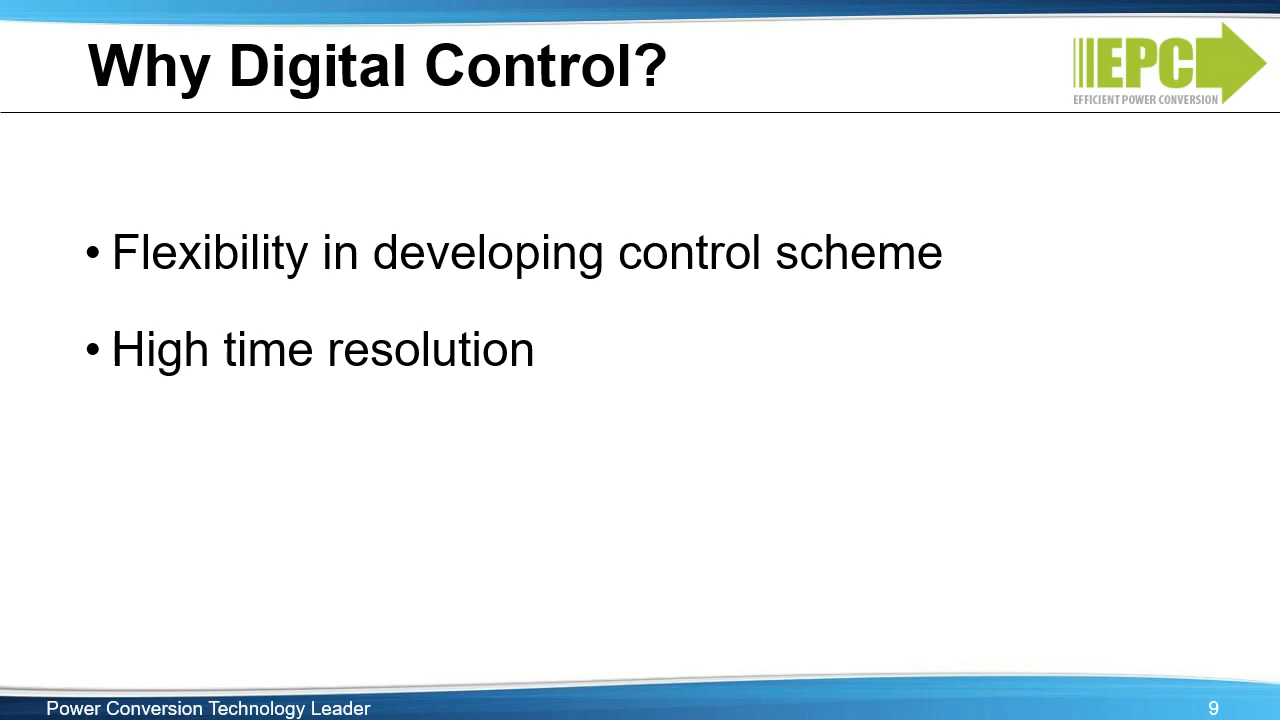 Why Digital Control?
EPC
EFFICIENT POWER CONVERSION
• Flexibility in developing control scheme
• High time resolution
Power Conversion Technology Leader
9